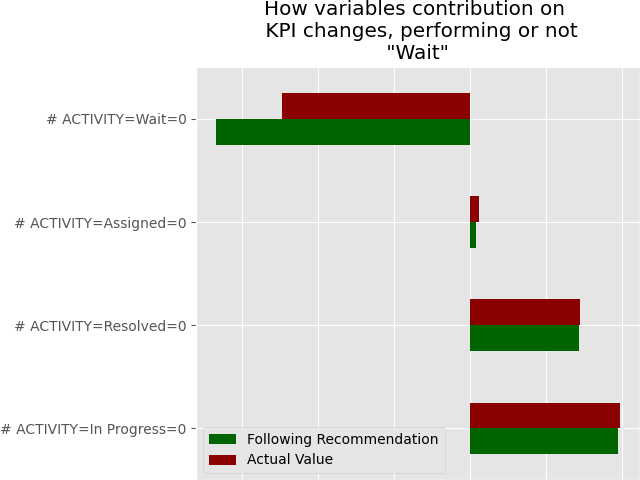 How variables contribution on
KPI changes, performing or not
"Wait"
# ACTIVITY=Wait=0
# ACTIVITY=Assigned=0
# ACTIVITY=Resolved=0
# ACTIVITY=In Progress=0
Following Recommendation
Actual Value